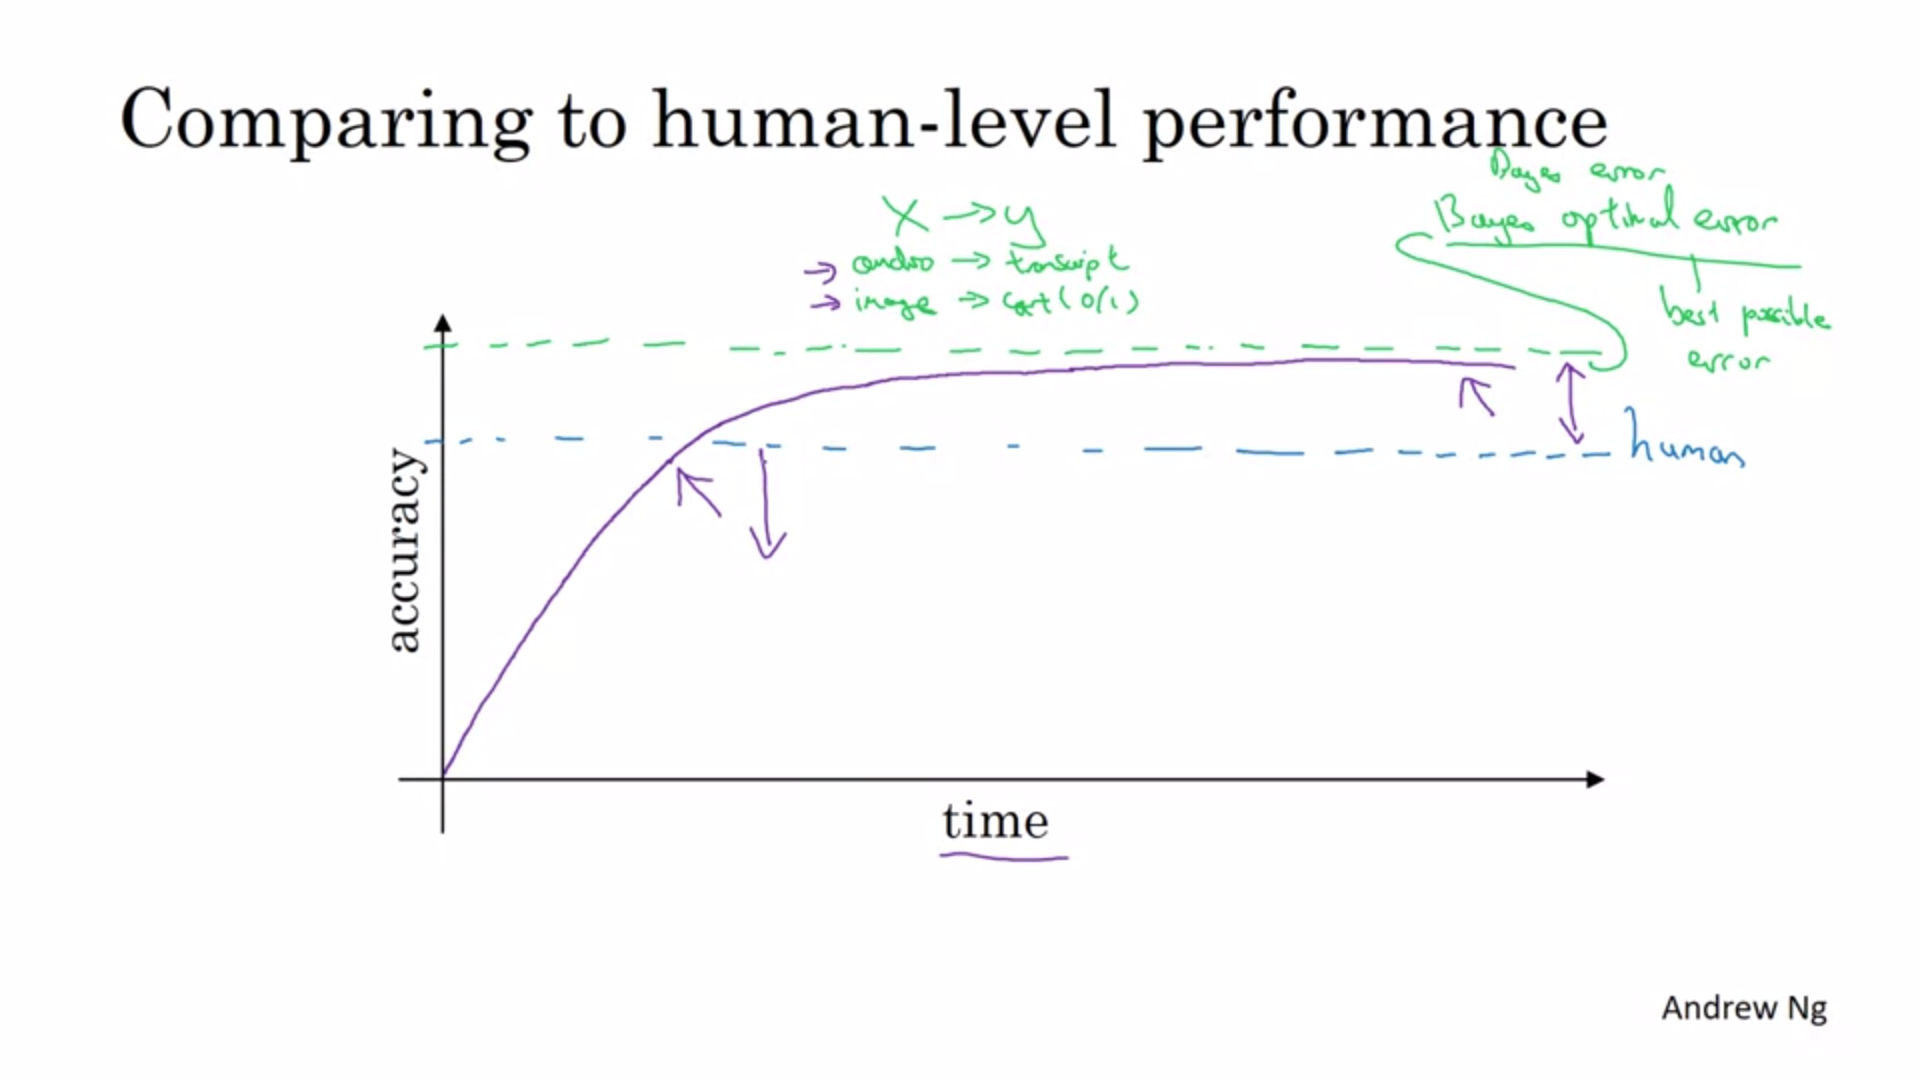 Comparing to human-level performance
Bayes error
Bayes optimal error
best possible
error
X → y
→ audio → transcript
→ image → cat (0/1)
human
accuracy
time
Andrew Ng